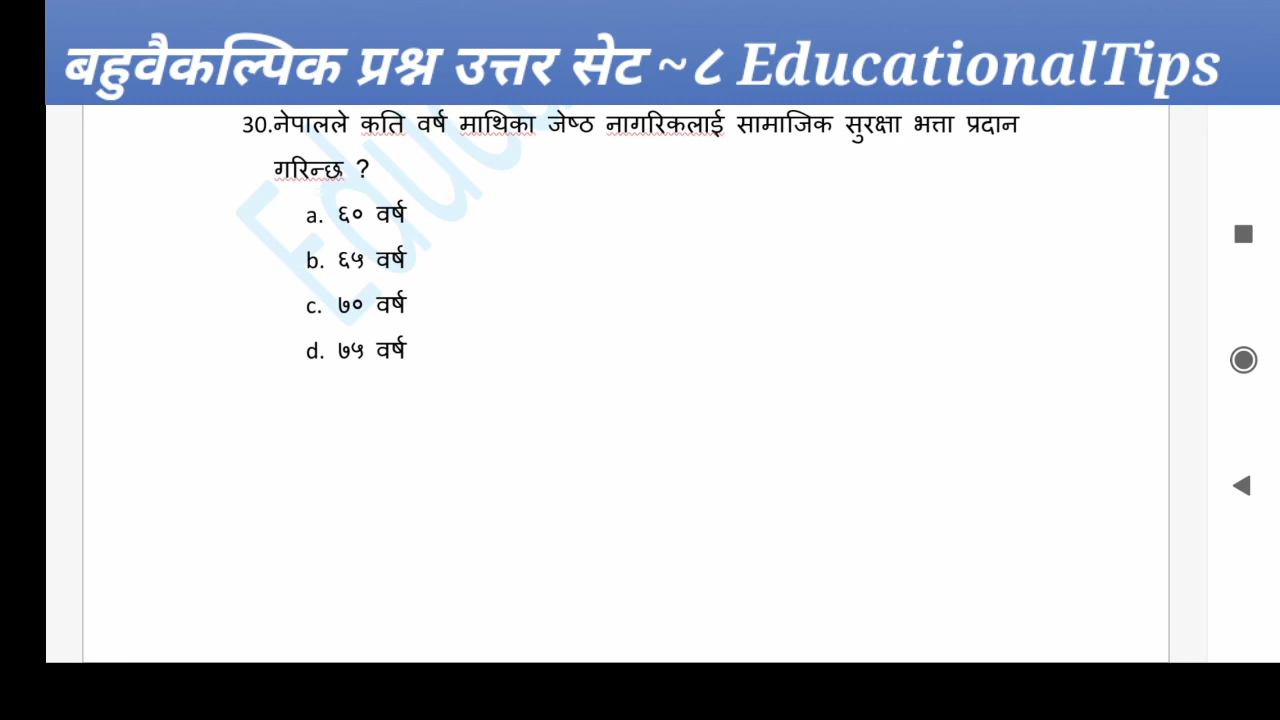 बहुवैकल्पिक प्रश्न उत्तर सेट ~८ EducationalTips
30.नेपालले कति वर्ष माथिका जेष्ठ नागरिकलाई सामाजिक सुरक्षा भत्ता प्रदान
गरिन्छ ?
a. ६० वर्ष
b. ६५ वर्ष
c. ७० वर्ष
d. ७५ वर्ष
Educ